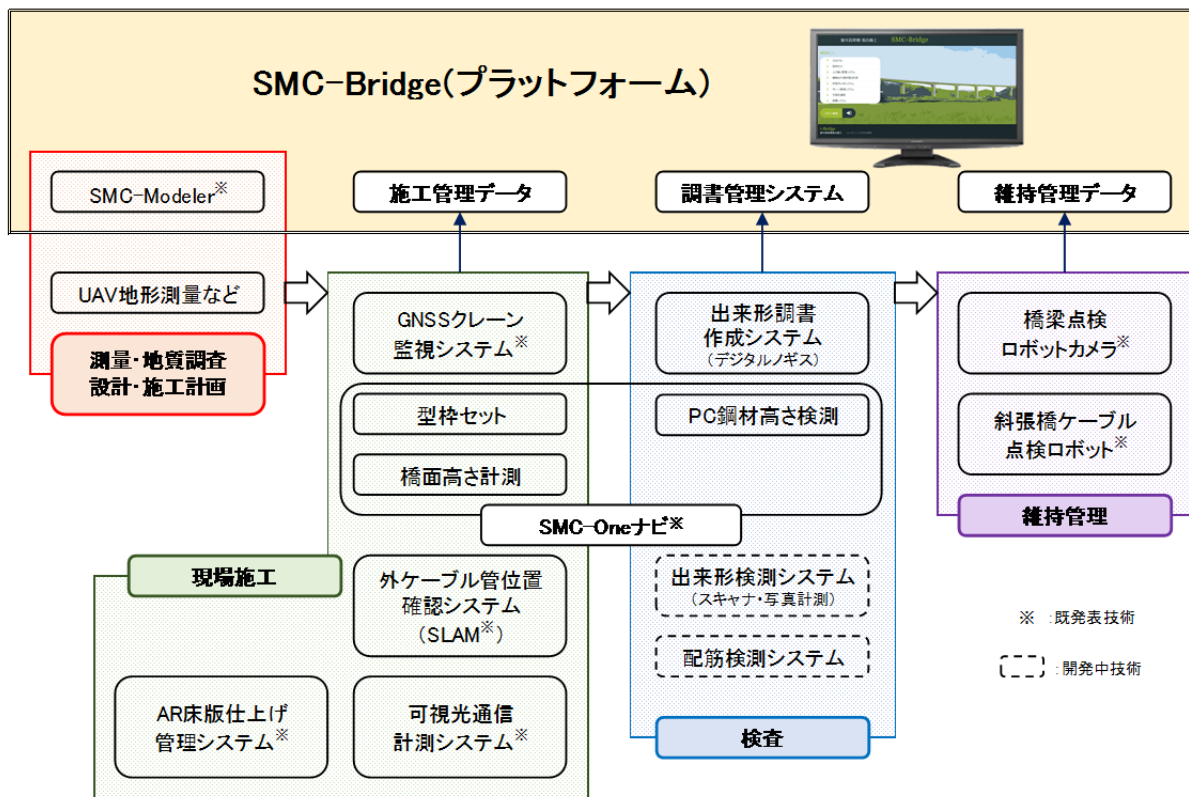 SMC-Bridge(プラットフォーム)
SMC-Bridge
SMC-Modeler※
施工管理データ
調書管理システム
維持管理データ
UAV地形測量など
測量・地質調査
設計・施工計画
GNSSクレーン
監視システム※
型枠セット
橋面高さ計測
出来形調書
作成システム
(デジタルノギス)
PC鋼材高さ検測
橋梁点検
ロボットカメラ※
斜張橋ケーブル
点検ロボット※
維持管理
SMC-Oneナビ※
現場施工
外ケーブル管位置
確認システム
(SLAM※)
AR床版仕上げ
管理システム※
可視光通信
計測システム※
出来形検測システム
(スキャナ・写真計測)
配筋検測システム
検査
※ :既発表技術
:開発中技術